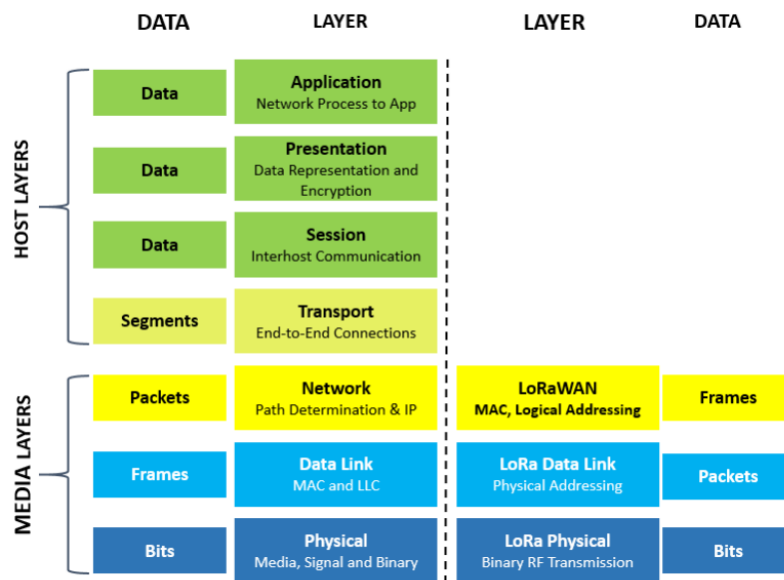 DATA LAYER LAYER DATA
HOST LAYERS
Data
Application
Network Process to App
Data
Presentation
Data Representation and
Encryption
Data
Session
Interhost Communication
Segments
Transport
End-to-End Connections
MEDIA LAYERS
Packets
Network
Path Determination & IP
LoRaWAN
MAC, Logical Addressing
Frames
Frames
Data Link
MAC and LLC
LoRa Data Link
Physical Addressing
Packets
Bits
Physical
Media, Signal and Binary
LoRa Physical
Binary RF Transmission
Bits